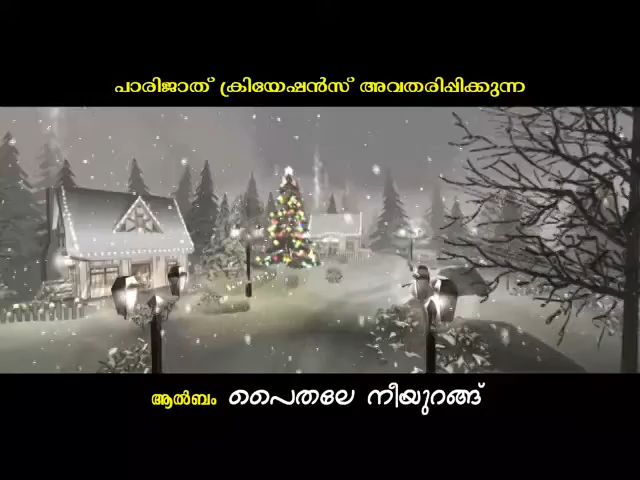 പാരിജാത് ക്രിയേഷൻസ് അവതരിപ്പിക്കുന്ന
ആൽബം പൈതലേ നീയുറങ്ങ്